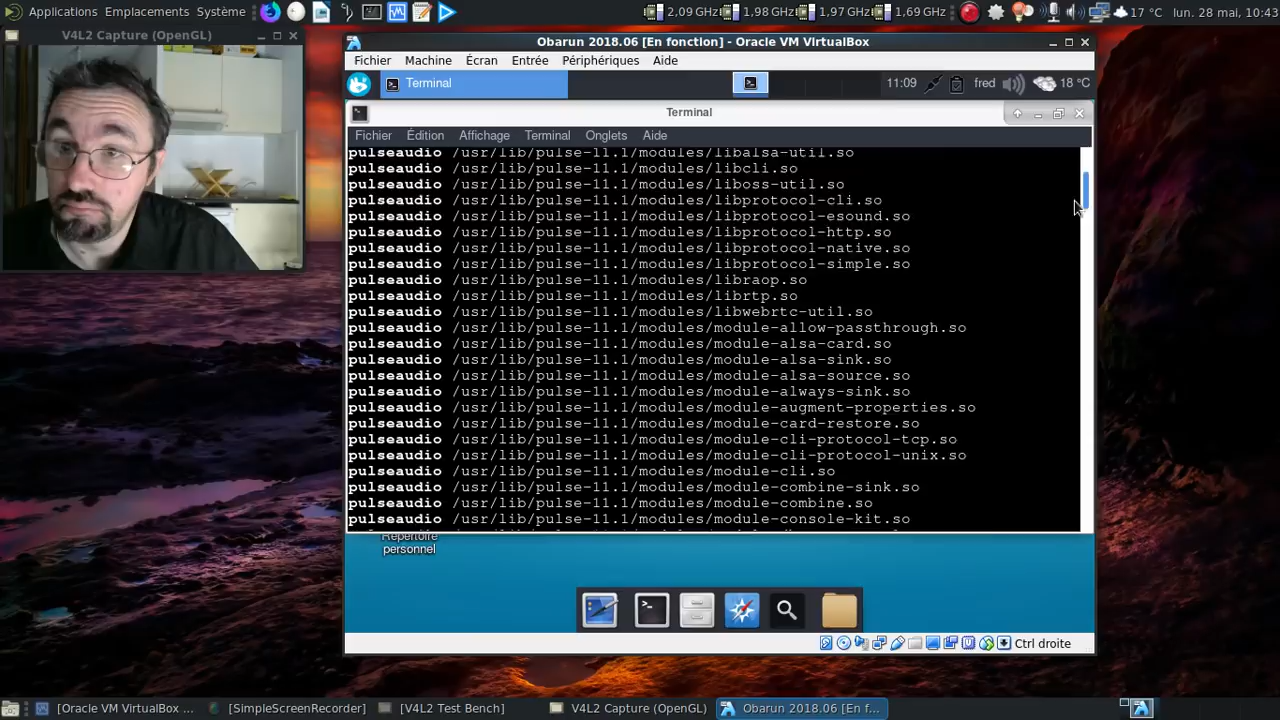 Applications Emplacements Système
2,09 GHz 1,98 GHz 1,97 GHz 1,69 GHz 17 °C lun. 28 mai, 10:43
V4L2 Capture (OpenGL)
Obarun 2018.06 [En fonction] - Oracle VM VirtualBox
Fichier Machine Écran Entrée Périphériques Aide
Terminal 11:09 fred 18 °C
Terminal
Fichier Édition Affichage Terminal Onglets Aide
pulseaudio /usr/lib/pulse-11.1/modules/libalsa-util.so
pulseaudio /usr/lib/pulse-11.1/modules/libcli.so
pulseaudio /usr/lib/pulse-11.1/modules/liboss-util.so
pulseaudio /usr/lib/pulse-11.1/modules/libprotocol-cli.so
pulseaudio /usr/lib/pulse-11.1/modules/libprotocol-esound.so
pulseaudio /usr/lib/pulse-11.1/modules/libprotocol-http.so
pulseaudio /usr/lib/pulse-11.1/modules/libprotocol-native.so
pulseaudio /usr/lib/pulse-11.1/modules/libprotocol-simple.so
pulseaudio /usr/lib/pulse-11.1/modules/libraop.so
pulseaudio /usr/lib/pulse-11.1/modules/librtp.so
pulseaudio /usr/lib/pulse-11.1/modules/libwebrtc-util.so
pulseaudio /usr/lib/pulse-11.1/modules/module-allow-passthrough.so
pulseaudio /usr/lib/pulse-11.1/modules/module-alsa-card.so
pulseaudio /usr/lib/pulse-11.1/modules/module-alsa-sink.so
pulseaudio /usr/lib/pulse-11.1/modules/module-alsa-source.so
pulseaudio /usr/lib/pulse-11.1/modules/module-always-sink.so
pulseaudio /usr/lib/pulse-11.1/modules/module-augment-properties.so
pulseaudio /usr/lib/pulse-11.1/modules/module-card-restore.so
pulseaudio /usr/lib/pulse-11.1/modules/module-cli-protocol-tcp.so
pulseaudio /usr/lib/pulse-11.1/modules/module-cli-protocol-unix.so
pulseaudio /usr/lib/pulse-11.1/modules/module-cli.so
pulseaudio /usr/lib/pulse-11.1/modules/module-combine-sink.so
pulseaudio /usr/lib/pulse-11.1/modules/module-combine.so
pulseaudio /usr/lib/pulse-11.1/modules/module-console-kit.so
Répertoire
personnel
Ctrl droite
[Oracle VM VirtualBox ... [SimpleScreenRecorder] [V4L2 Test Bench] V4L2 Capture (OpenGL) Obarun 2018.06 [En f...